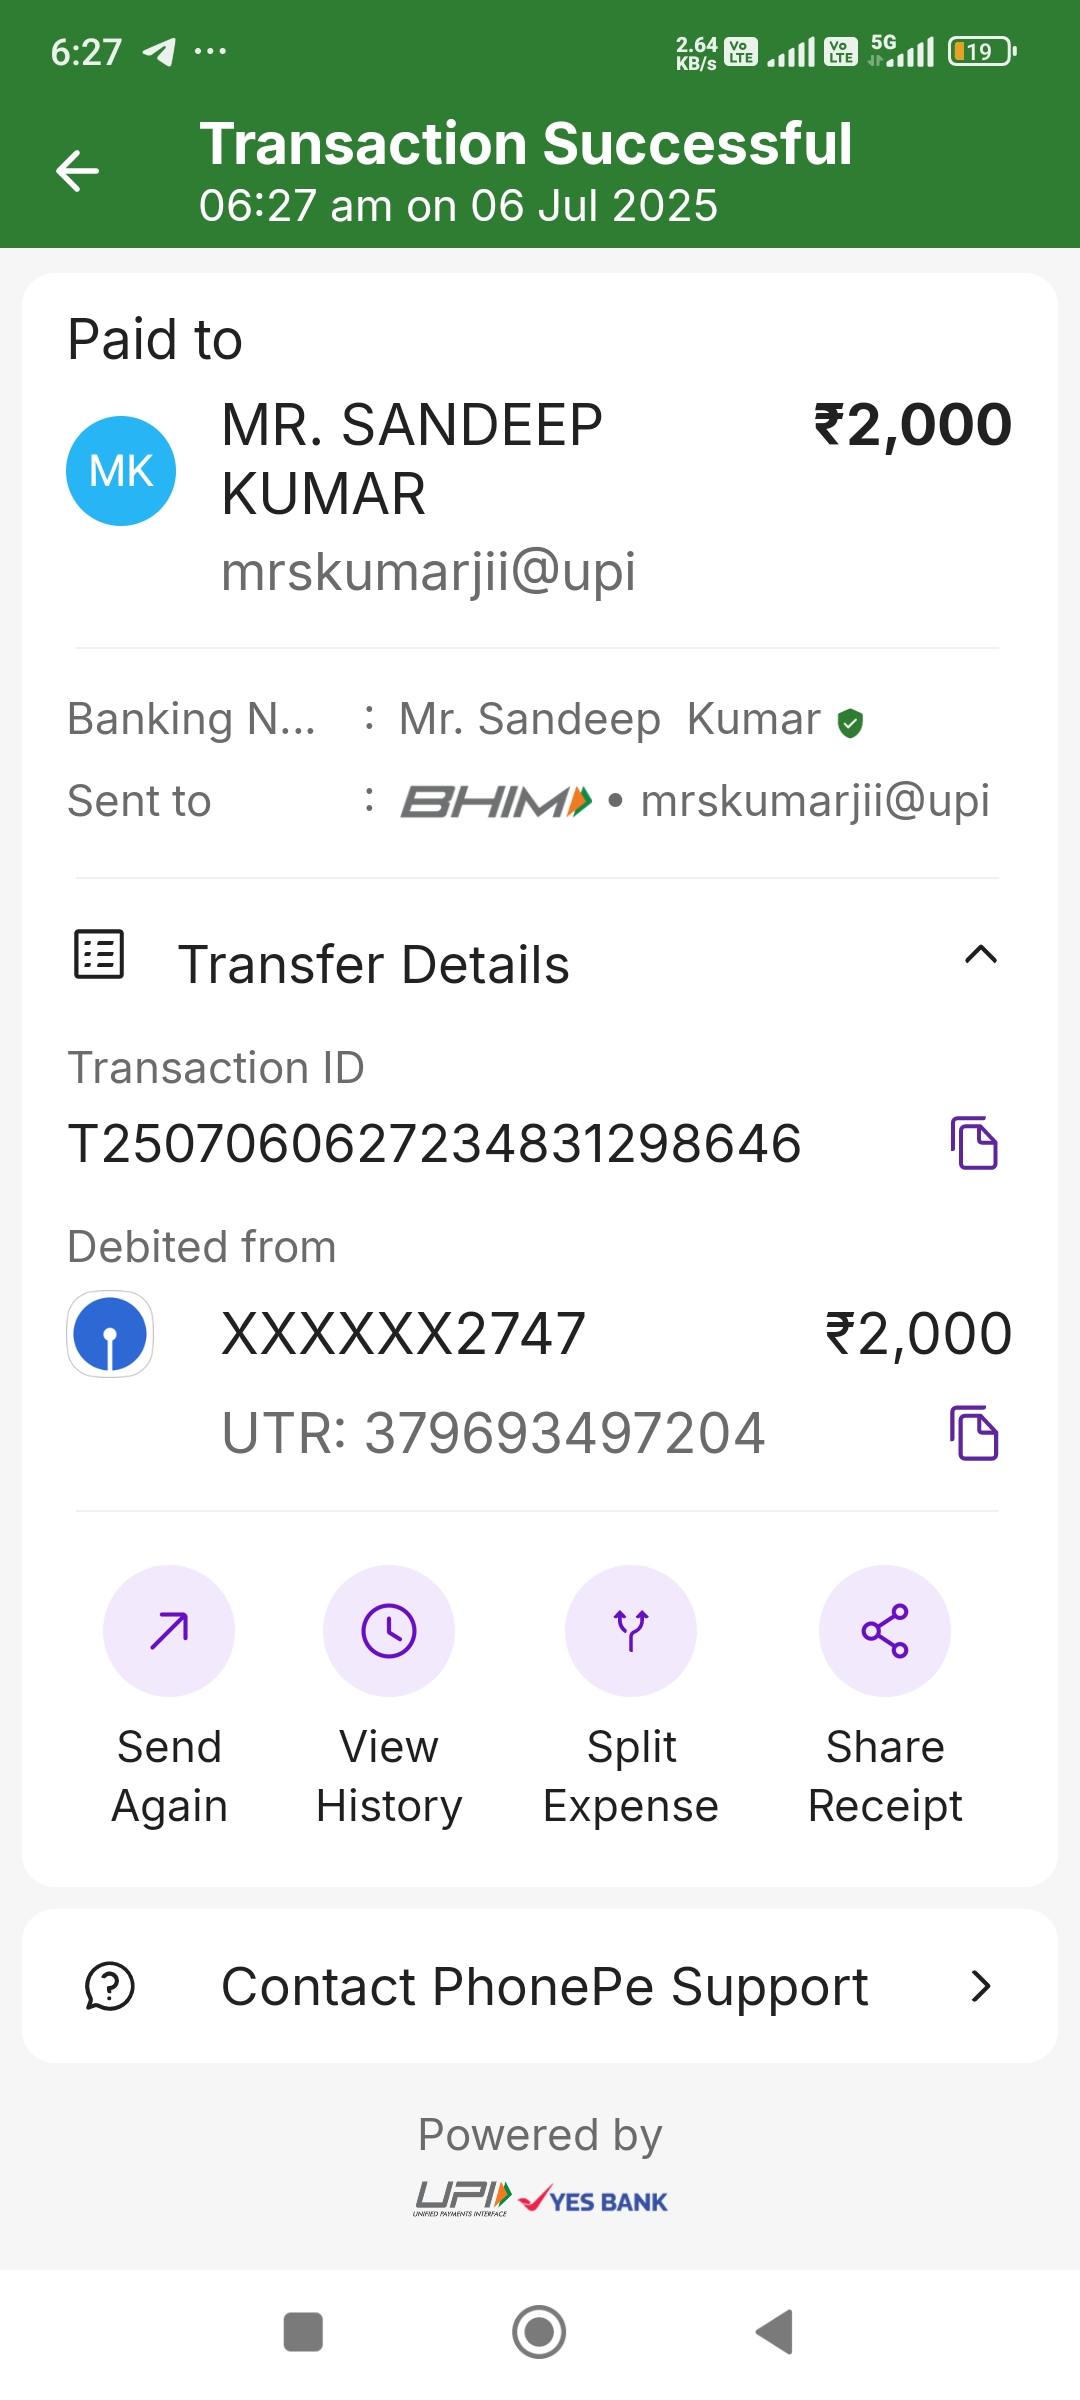 6:27
2.64 KB/s Vo LTE Vo LTE 5G 19
Transaction Successful
06:27 am on 06 Jul 2025
Paid to
MK
MR. SANDEEP KUMAR
₹2,000
mrskumarjii@upi
Banking N... : Mr. Sandeep Kumar
Sent to : BHIM • mrskumarjii@upi
Transfer Details
Transaction ID
T2507060627234831298646
Debited from
XXXXXX2747 ₹2,000
UTR: 379693497204
Send Again
View History
Split Expense
Share Receipt
Contact PhonePe Support
Powered by
UPI UNIFIED PAYMENTS INTERFACE YES BANK